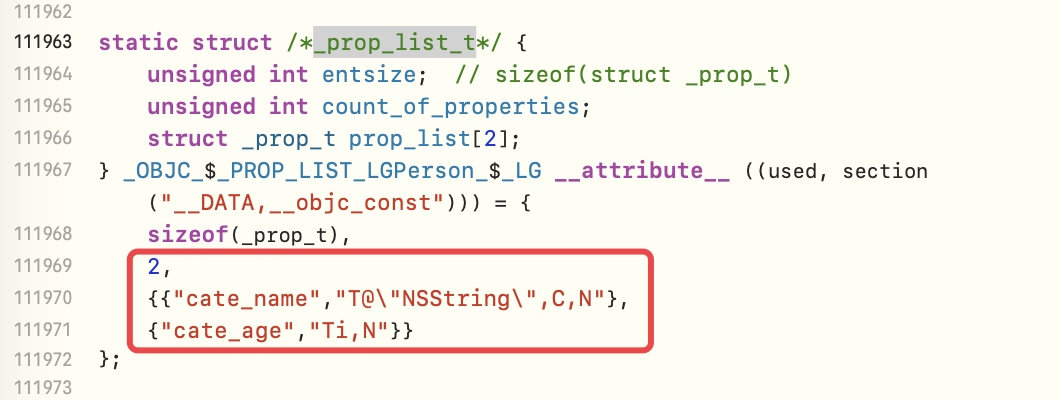 111962
111963 static struct /*_prop_list_t*/ {
111964 unsigned int entsize;  // sizeof(struct _prop_t)
111965 unsigned int count_of_properties;
111966 struct _prop_t prop_list[2];
111967 } _OBJC_$_PROP_LIST_LGPerson_$_LG __attribute__ ((used, section
("__DATA,__objc_const"))) = {
111968 sizeof(_prop_t),
111969 2,
111970 {{"cate_name","T@\"NSString\",C,N"},
111971 {"cate_age","Ti,N"}}
111972 };
111973